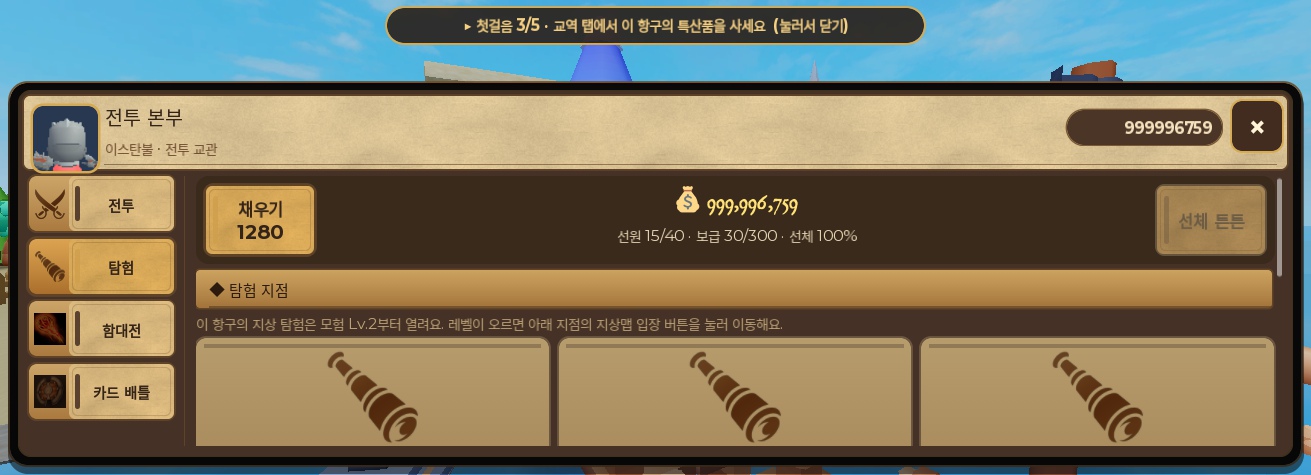 ▸ 첫걸음 3/5 · 교역 탭에서 이 항구의 특산품을 사세요 (눌러서 닫기)
전투 본부
이스탄불 · 전투 교관
999996759
×
전투
탐험
함대전
카드 배틀
채우기
1280
999,996,759
선원 15/40 · 보급 30/300 · 선체 100%
선체 튼튼
◆ 탐험 지점
이 항구의 지상 탐험은 모험 Lv.2부터 열려요. 레벨이 오르면 아래 지점의 지상맵 입장 버튼을 눌러 이동해요.